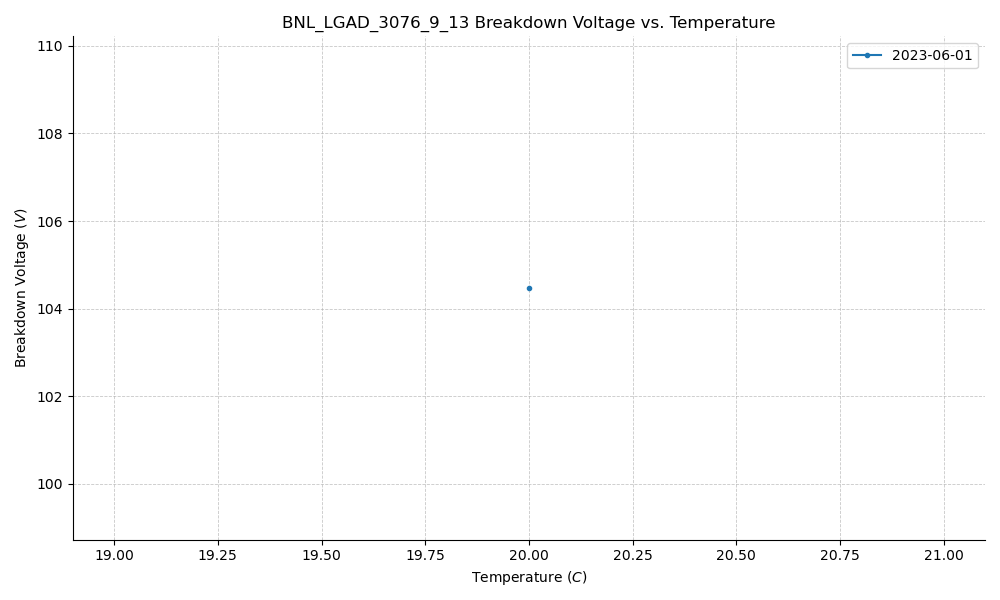 BNL_LGAD_3076_9_13 Breakdown Voltage vs. Temperature
2023-06-01
Breakdown Voltage (V)
110
108
106
104
102
100
19.00 19.25 19.50 19.75 20.00 20.25 20.50 20.75 21.00
Temperature (C)